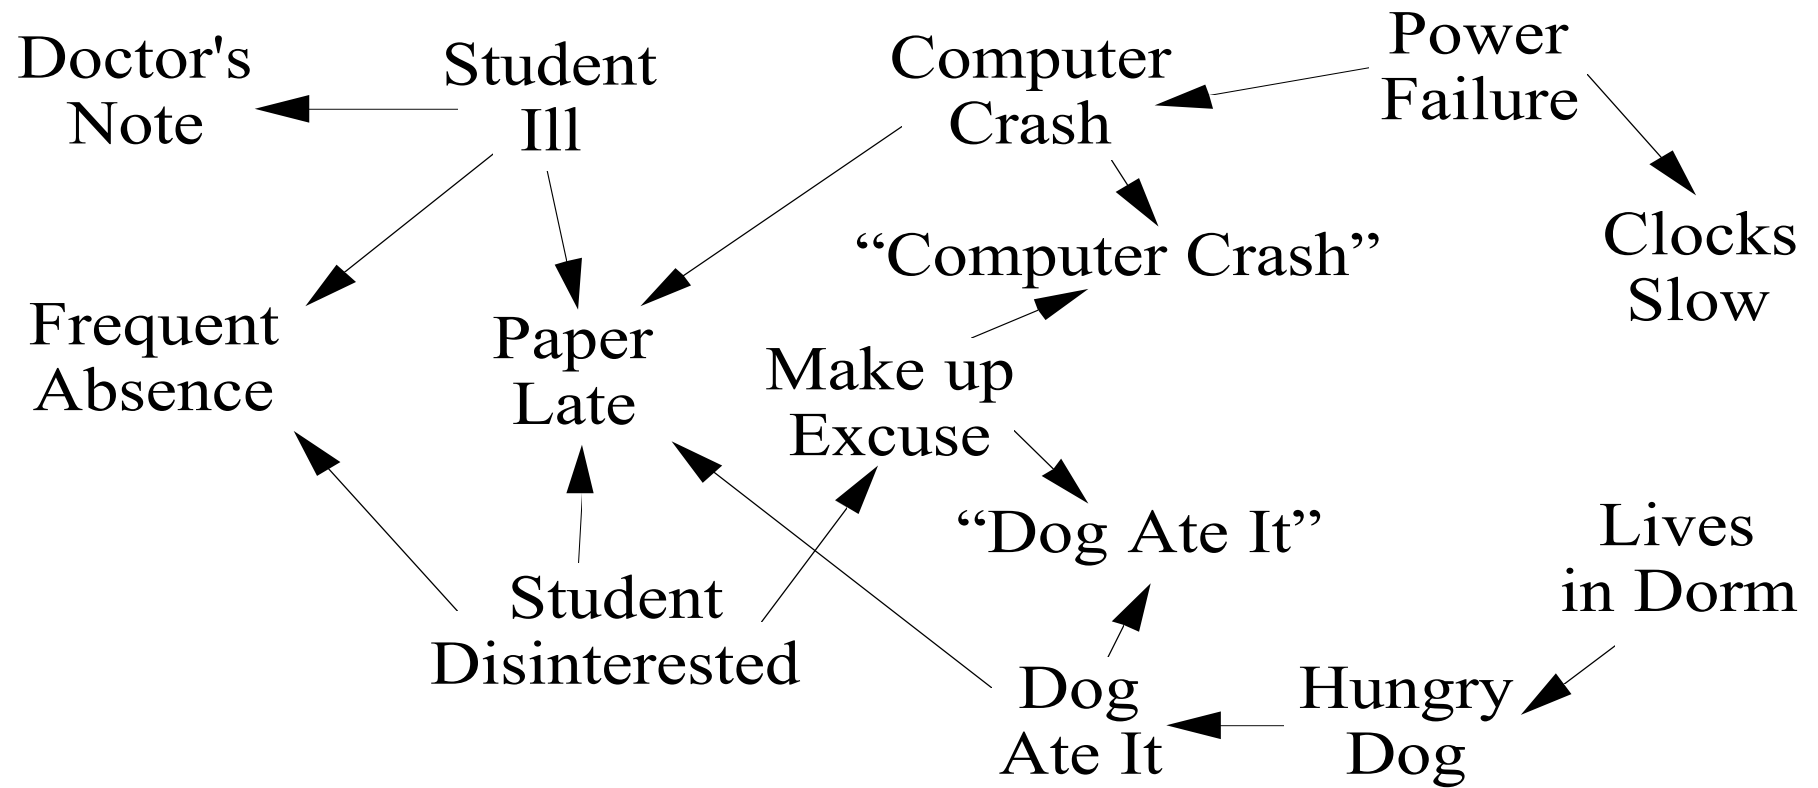 Doctor's
Note
Student
Ill
Computer
Crash
Power
Failure
“Computer Crash”
Clocks
Slow
Frequent
Absence
Paper
Late
Make up
Excuse
“Dog Ate It”
Lives
in Dorm
Student
Disinterested
Dog
Ate It
Hungry
Dog